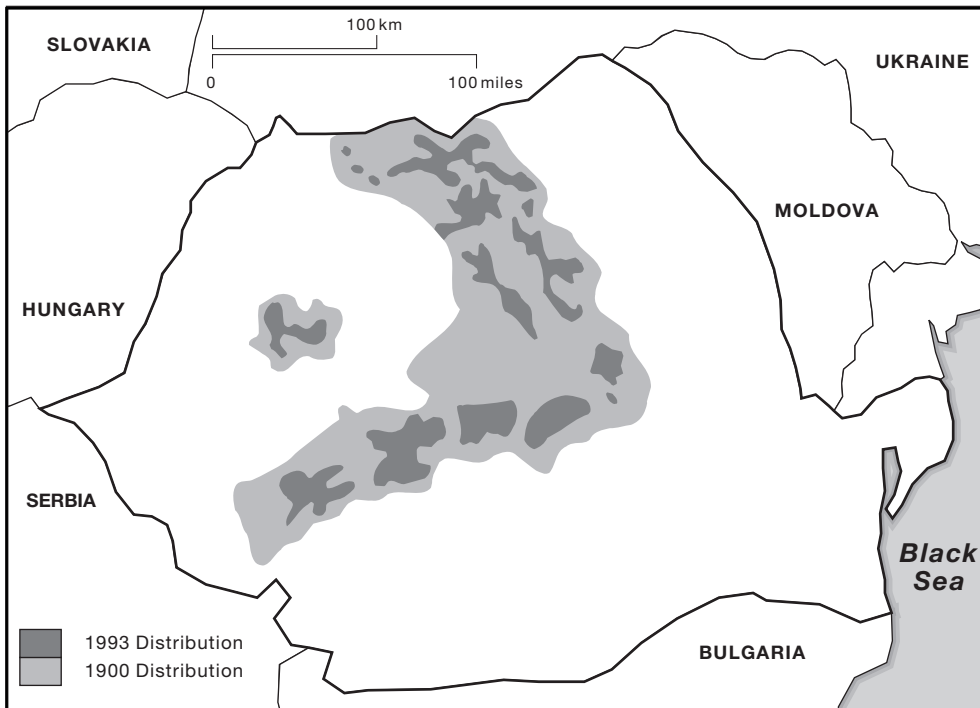 SLOVAKIA
100 km
0
100 miles
UKRAINE
MOLDOVA
HUNGARY
SERBIA
Black
Sea
1993 Distribution
1900 Distribution
BULGARIA